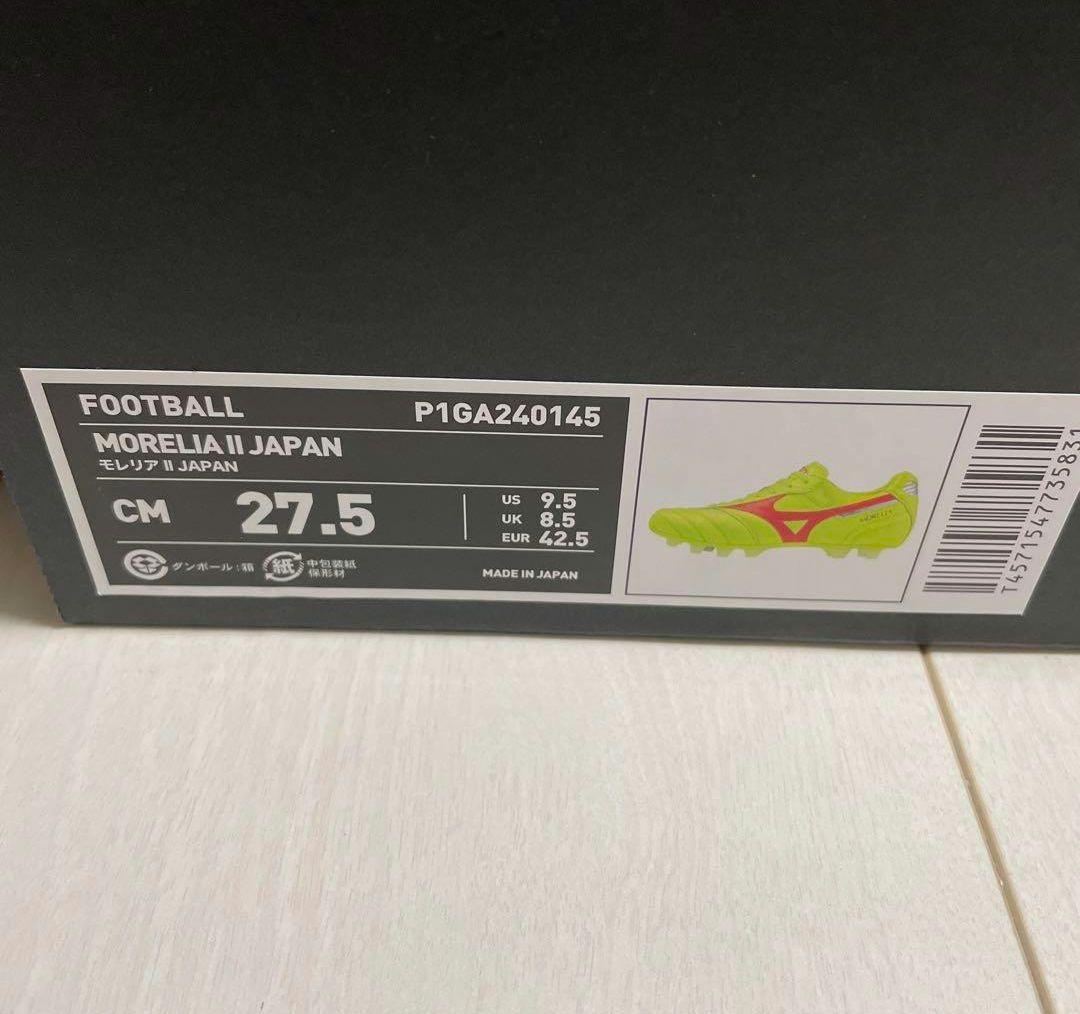 FOOTBALL P1GA240145
MORELIA II JAPAN
モレリア II JAPAN
CM 27.5
US 9.5
UK 8.5
EUR 42.5
ダンボール：箱
紙 中包装紙
保形材
MADE IN JAPAN
MORELIA
T4571547735831